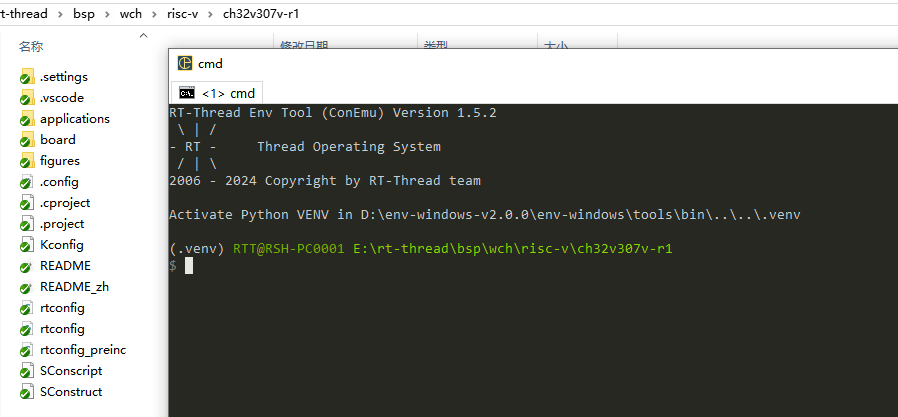 rt-thread > bsp > wch > risc-v > ch32v307v-r1
名称
修改日期
类型
大小
.settings
.vscode
applications
board
figures
.config
.cproject
.project
Kconfig
README
README_zh
rtconfig
rtconfig
rtconfig_preinc
SConscript
SConstruct
cmd
<1> cmd
RT-Thread Env Tool (ConEmu) Version 1.5.2
\ | /
- RT -     Thread Operating System
/ | \
2006 - 2024 Copyright by RT-Thread team
Activate Python VENV in D:\env-windows-v2.0.0\env-windows\tools\bin\..\..\.venv
(.venv) RTT@RSH-PC0001 E:\rt-thread\bsp\wch\risc-v\ch32v307v-r1
$